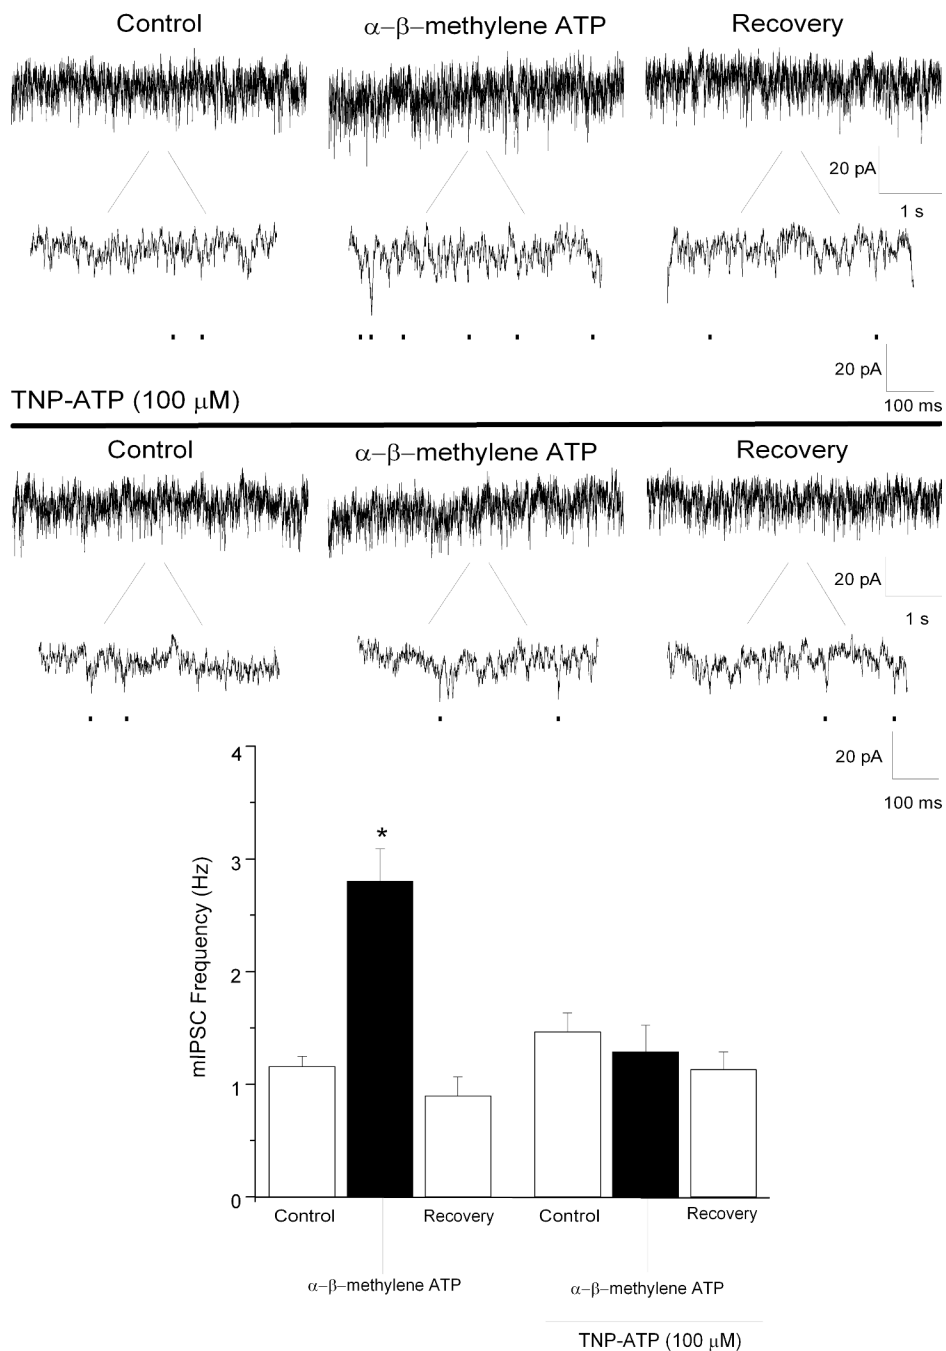 Control α–β–methylene ATP Recovery
20 pA
1 s
20 pA
100 ms
TNP-ATP (100 μM)
Control α–β–methylene ATP Recovery
20 pA
1 s
20 pA
100 ms
4
3
2
1
0
mIPSC Frequency (Hz)
*
Control Recovery Control Recovery
α–β–methylene ATP α–β–methylene ATP
TNP-ATP (100 μM)